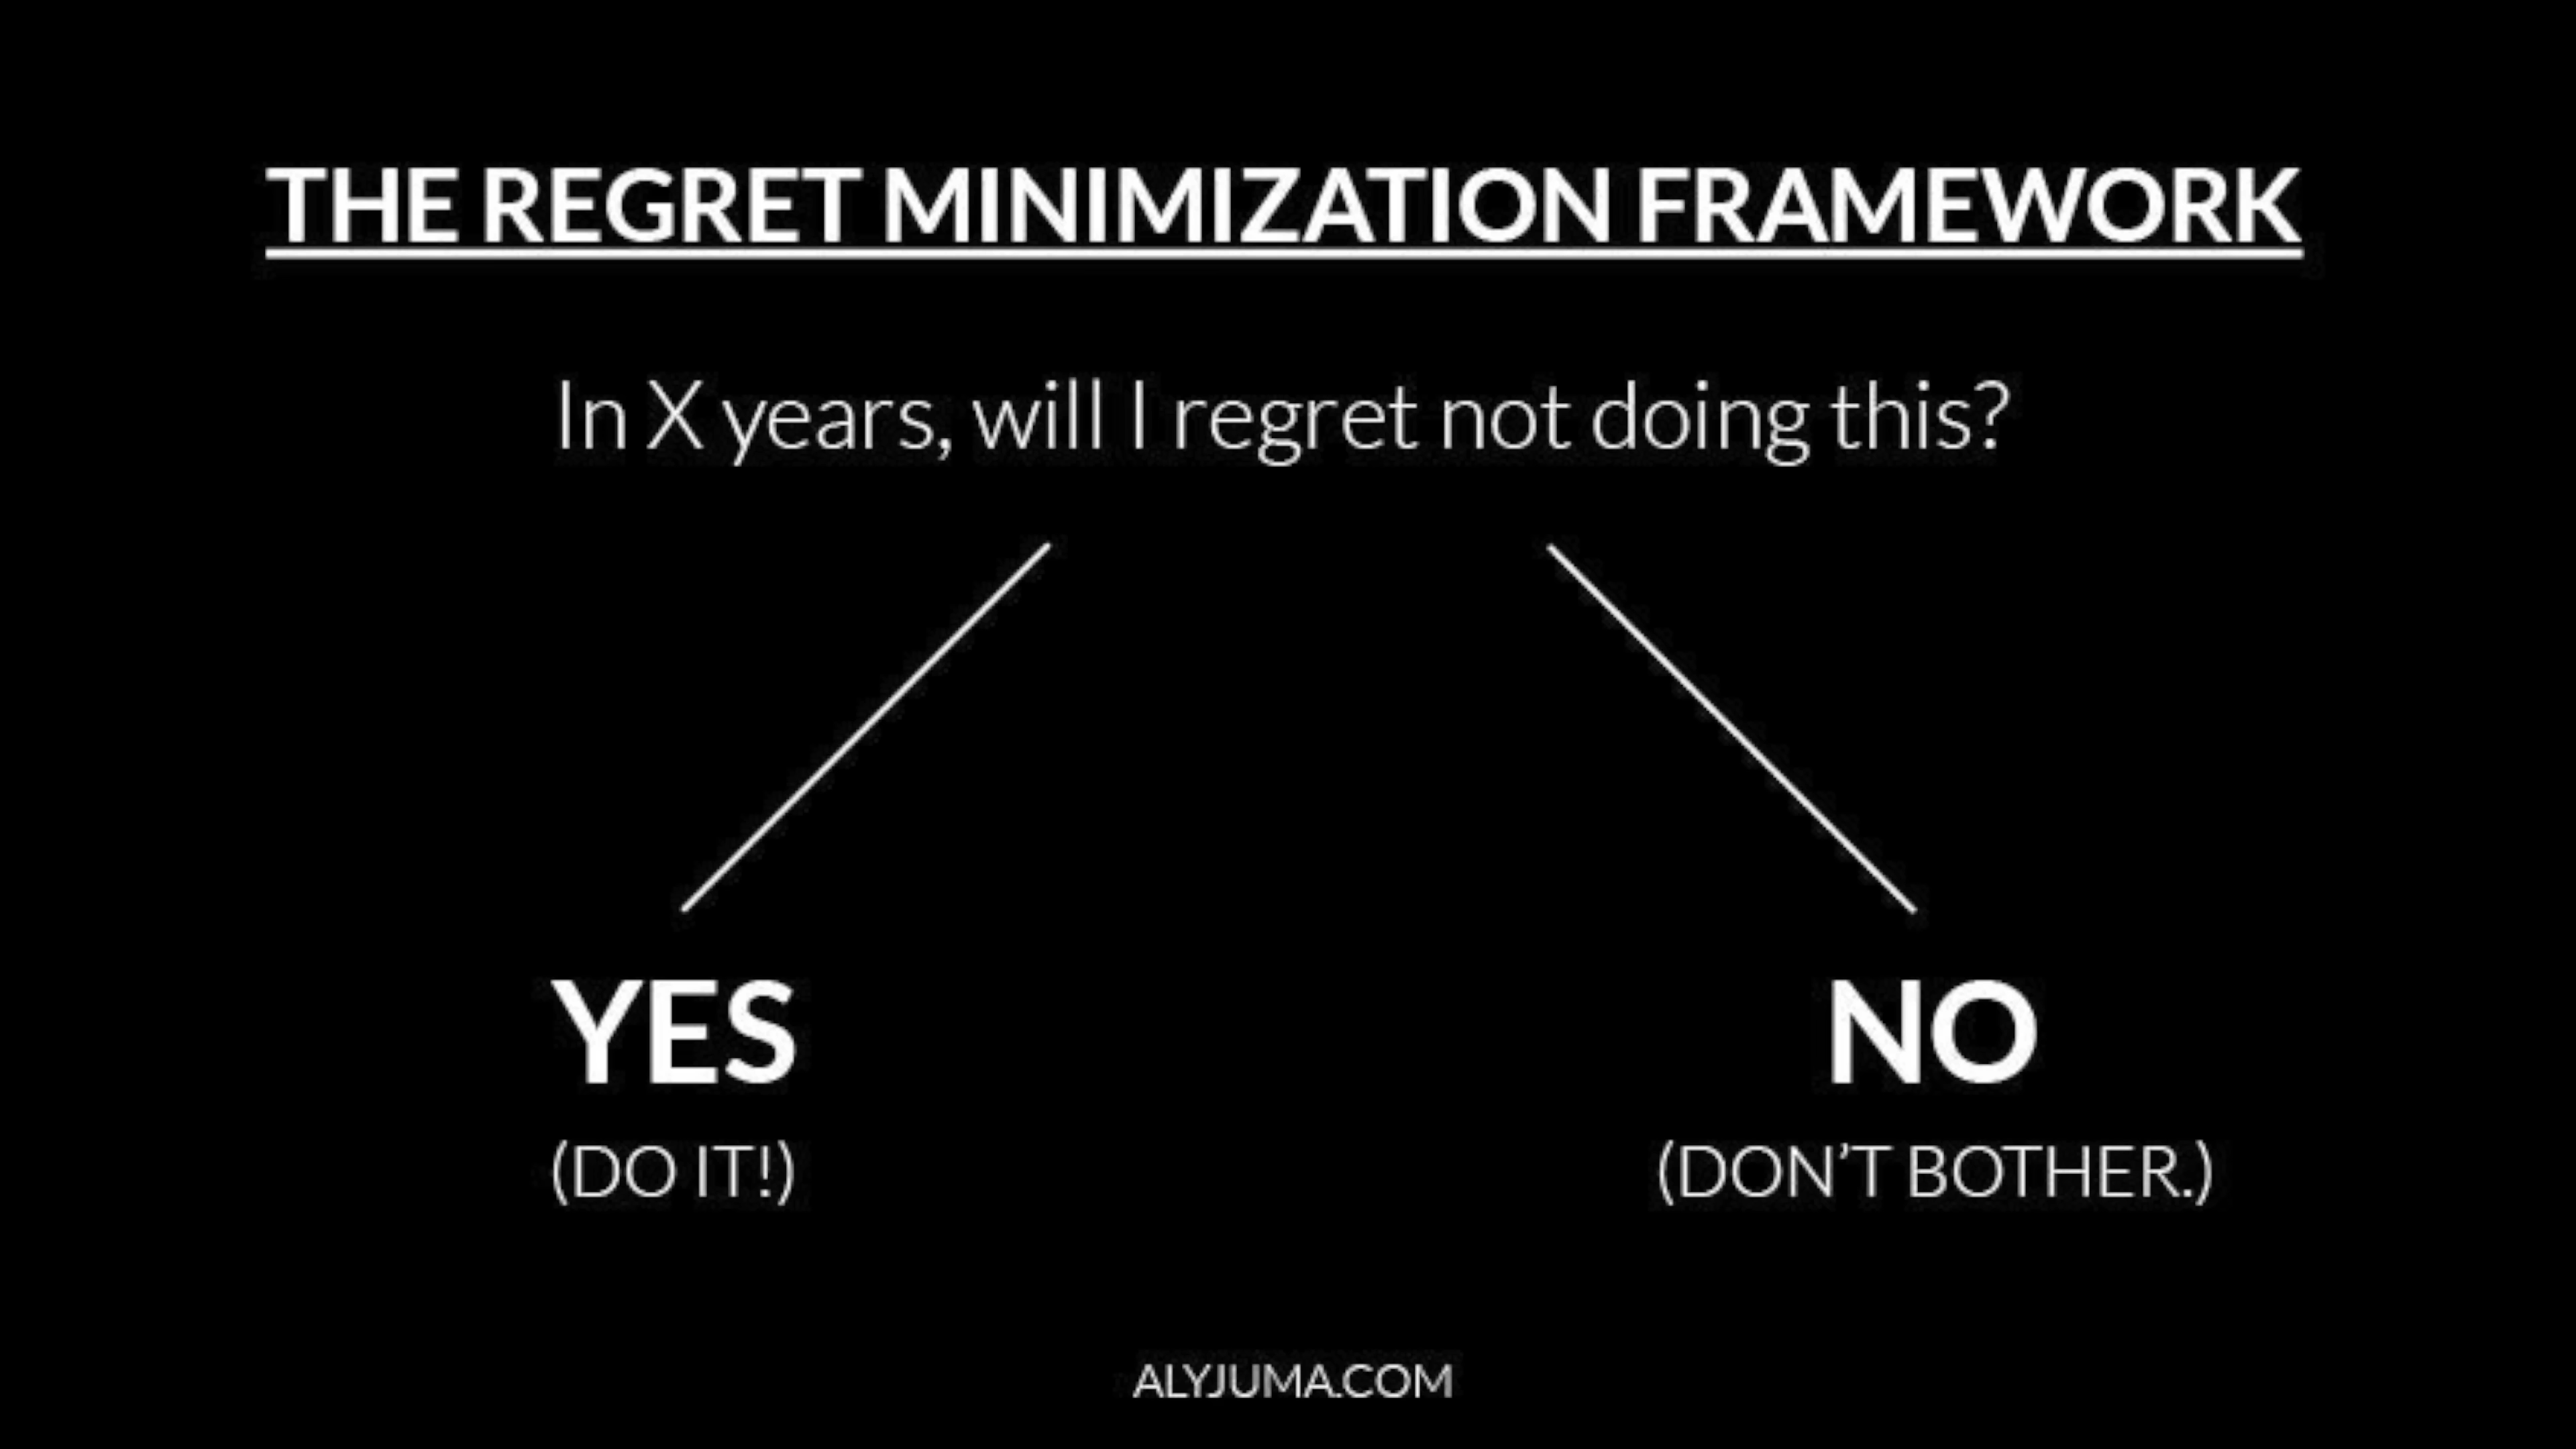 THE REGRET MINIMIZATION FRAMEWORK
In X years, will I regret not doing this?
YES
(DO IT!)
NO
(DON’T BOTHER.)
ALYJUMA.COM